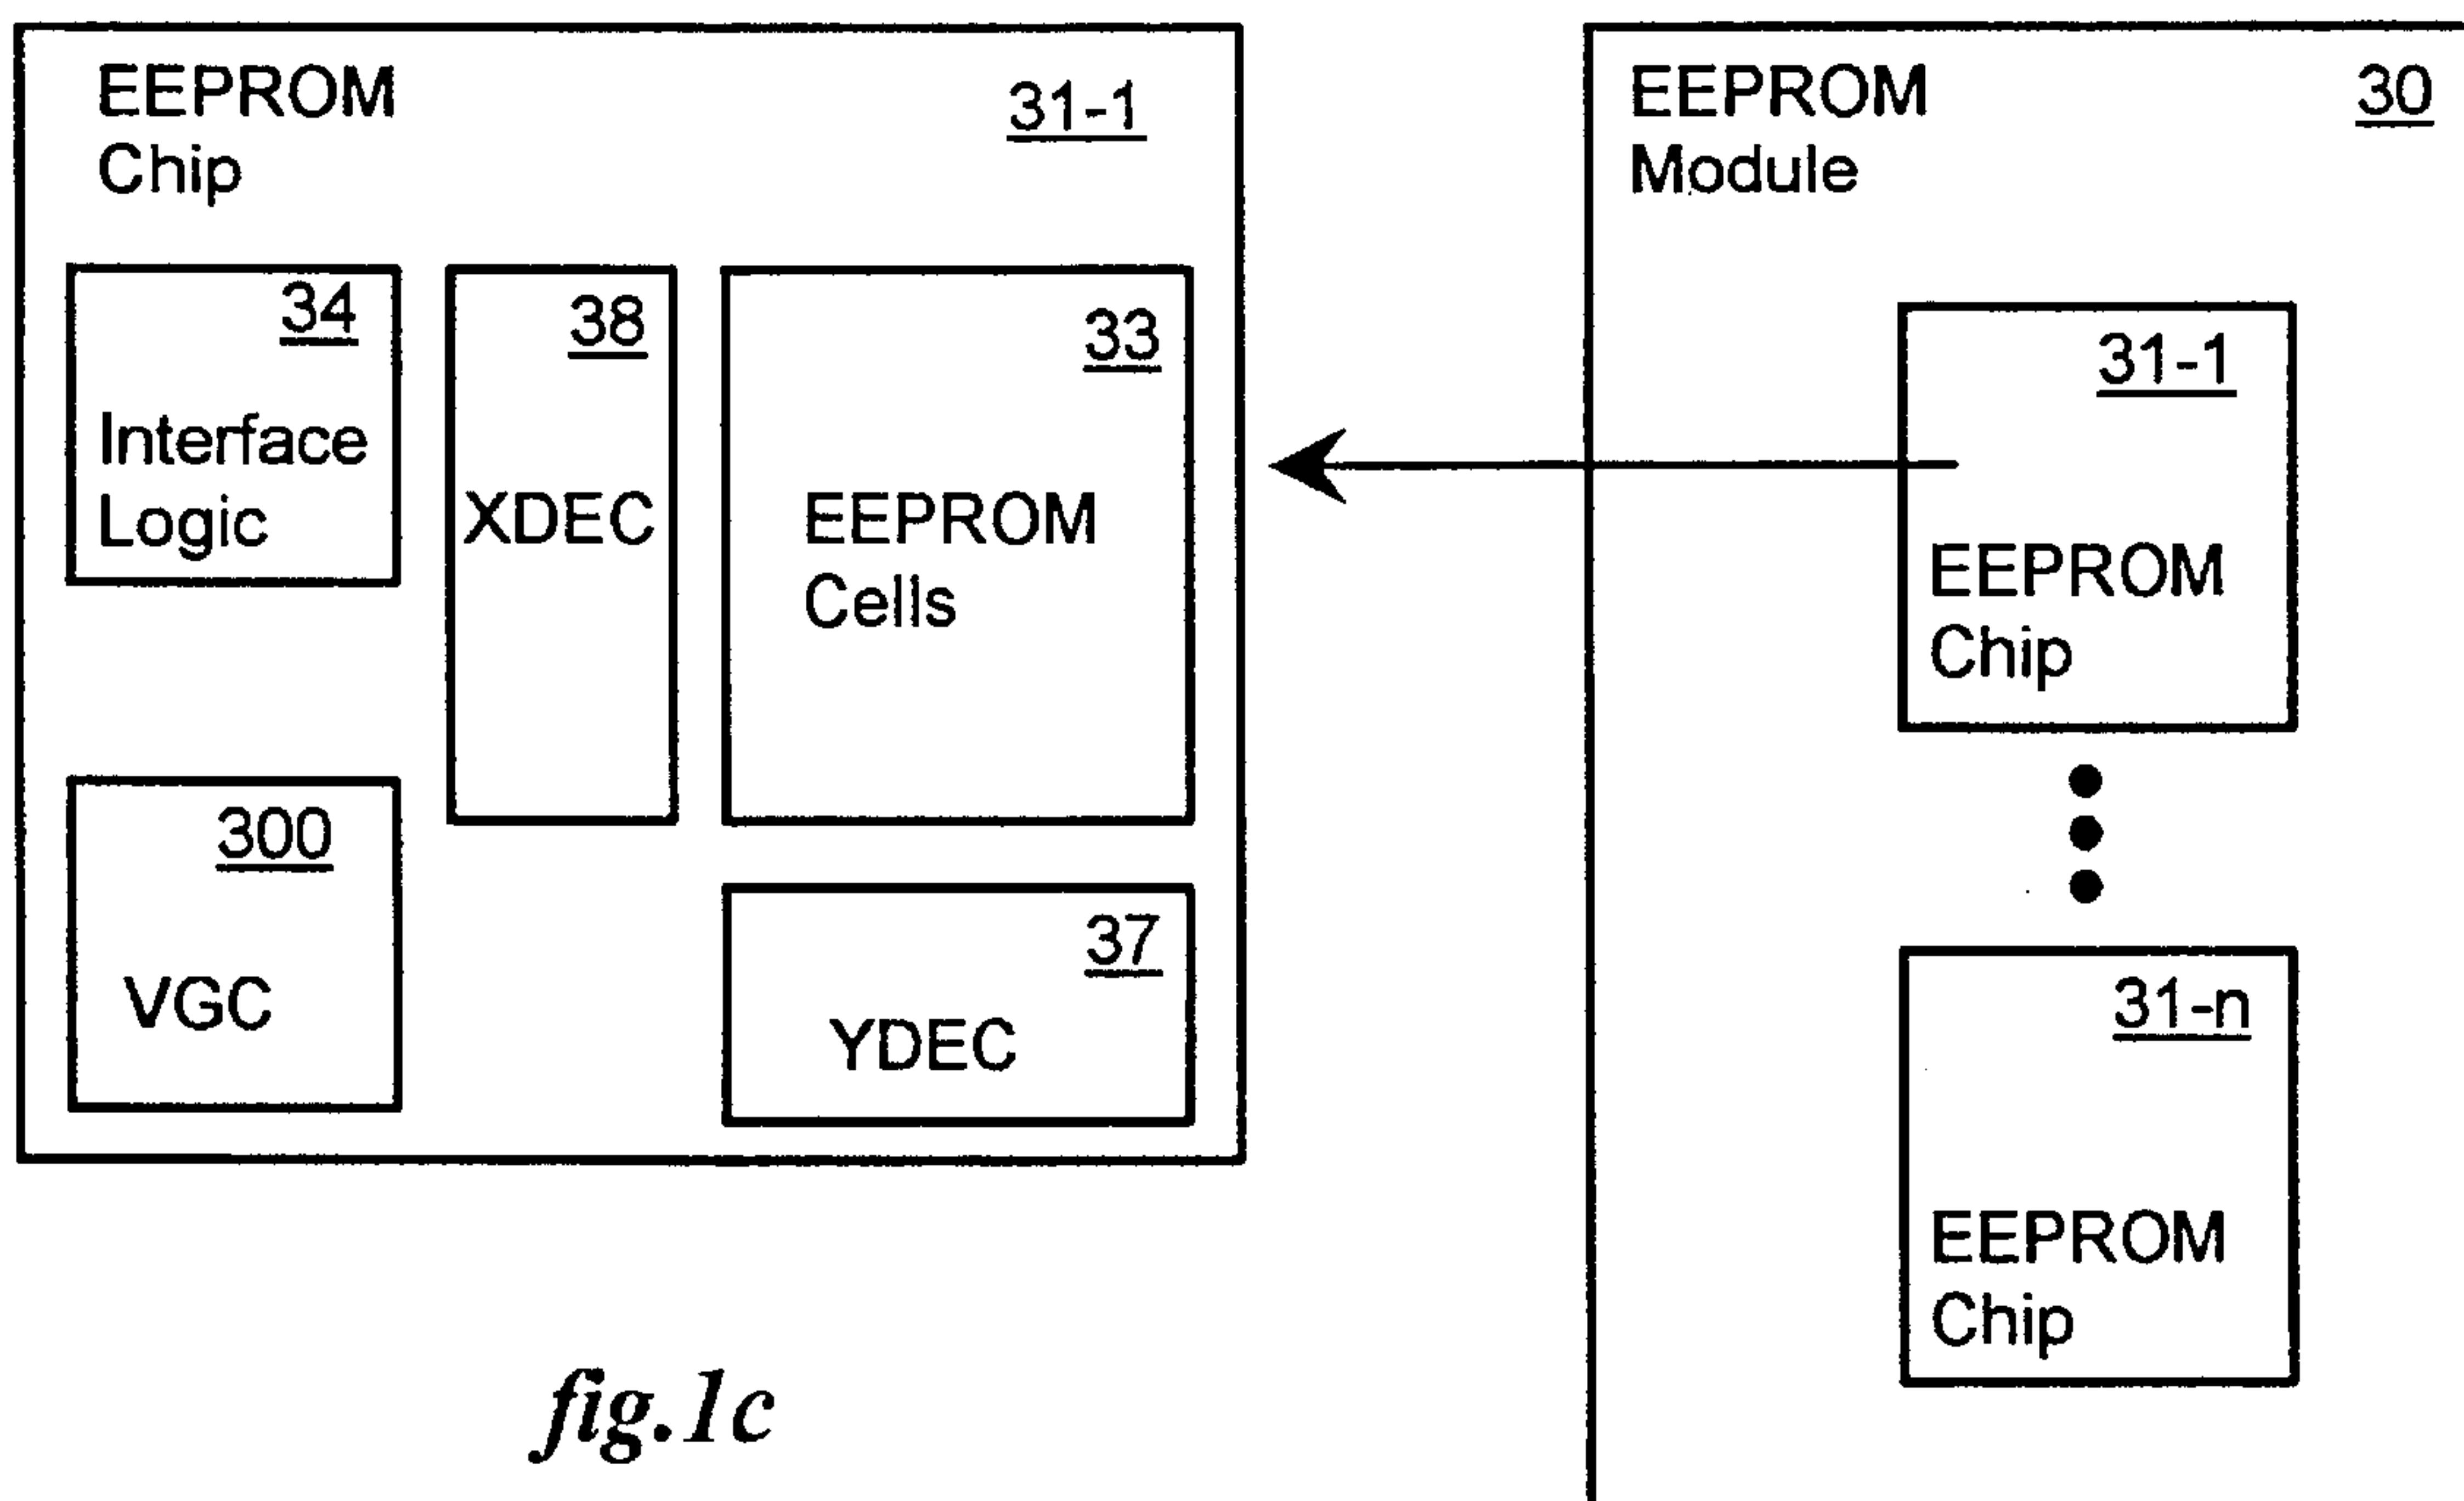 EEPROM
Chip
31-1
34
Interface
Logic
38
XDEC
33
EEPROM
Cells
300
VGC
37
YDEC
fig.1c
EEPROM
Module
30
31-1
EEPROM
Chip
31-n
EEPROM
Chip